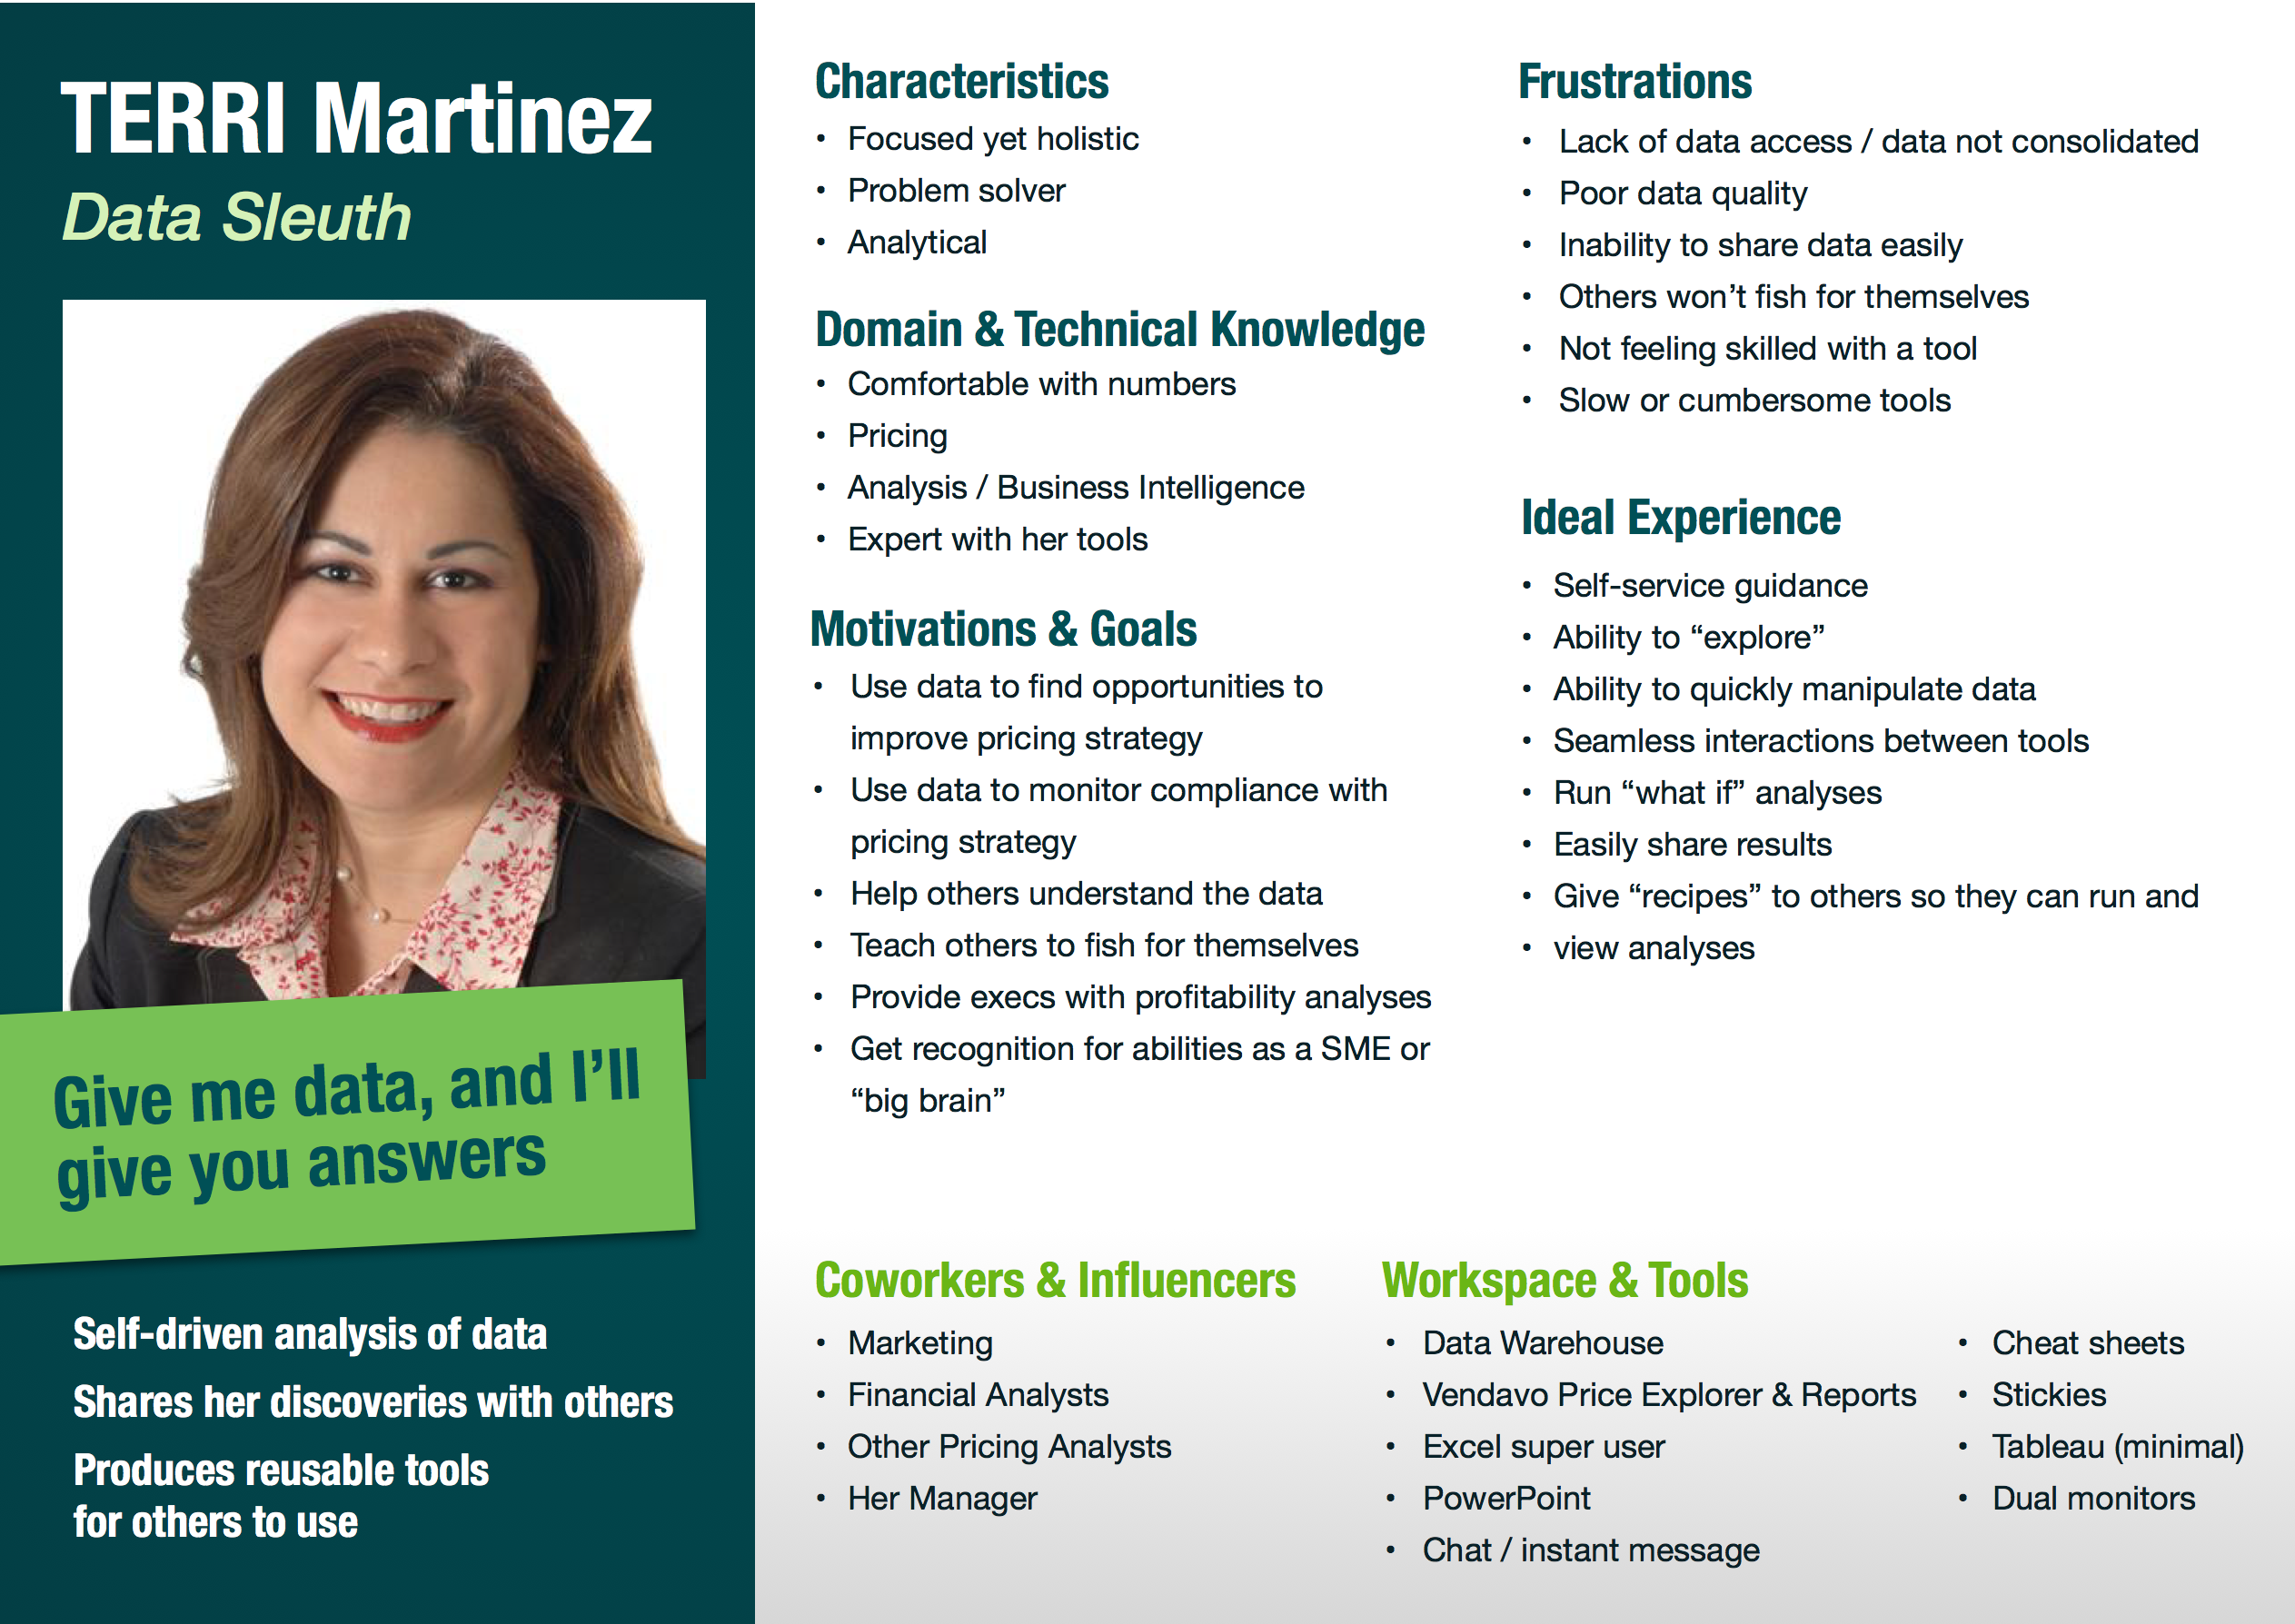 TERRI Martinez
Data Sleuth
Give me data, and I’ll
give you answers
Self-driven analysis of data
Shares her discoveries with others
Produces reusable tools
for others to use
Characteristics
• Focused yet holistic
• Problem solver
• Analytical
Domain & Technical Knowledge
• Comfortable with numbers
• Pricing
• Analysis / Business Intelligence
• Expert with her tools
Motivations & Goals
• Use data to find opportunities to
improve pricing strategy
• Use data to monitor compliance with
pricing strategy
• Help others understand the data
• Teach others to fish for themselves
• Provide execs with profitability analyses
• Get recognition for abilities as a SME or
“big brain”
Frustrations
• Lack of data access / data not consolidated
• Poor data quality
• Inability to share data easily
• Others won’t fish for themselves
• Not feeling skilled with a tool
• Slow or cumbersome tools
Ideal Experience
• Self-service guidance
• Ability to “explore”
• Ability to quickly manipulate data
• Seamless interactions between tools
• Run “what if” analyses
• Easily share results
• Give “recipes” to others so they can run and
• view analyses
Coworkers & Influencers
• Marketing
• Financial Analysts
• Other Pricing Analysts
• Her Manager
Workspace & Tools
• Data Warehouse
• Vendavo Price Explorer & Reports
• Excel super user
• PowerPoint
• Chat / instant message
• Cheat sheets
• Stickies
• Tableau (minimal)
• Dual monitors